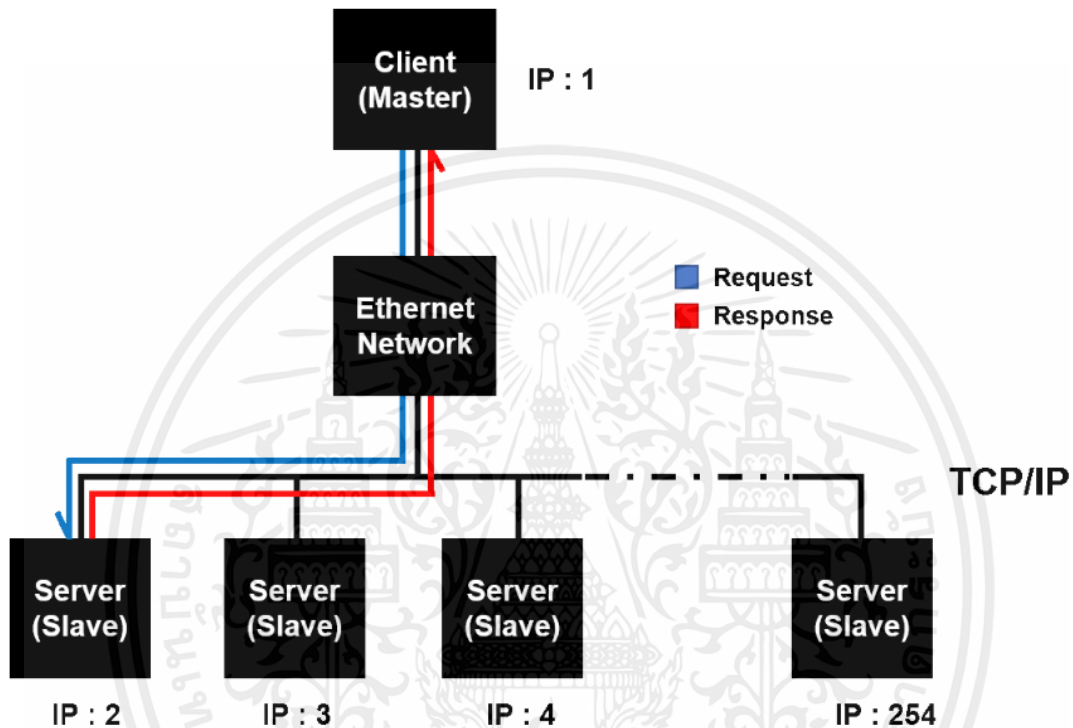 Client
(Master)
IP : 1
Ethernet
Network
Request
Response
TCP/IP
Server
(Slave)
Server
(Slave)
Server
(Slave)
Server
(Slave)
IP : 2
IP : 3
IP : 4
IP : 254